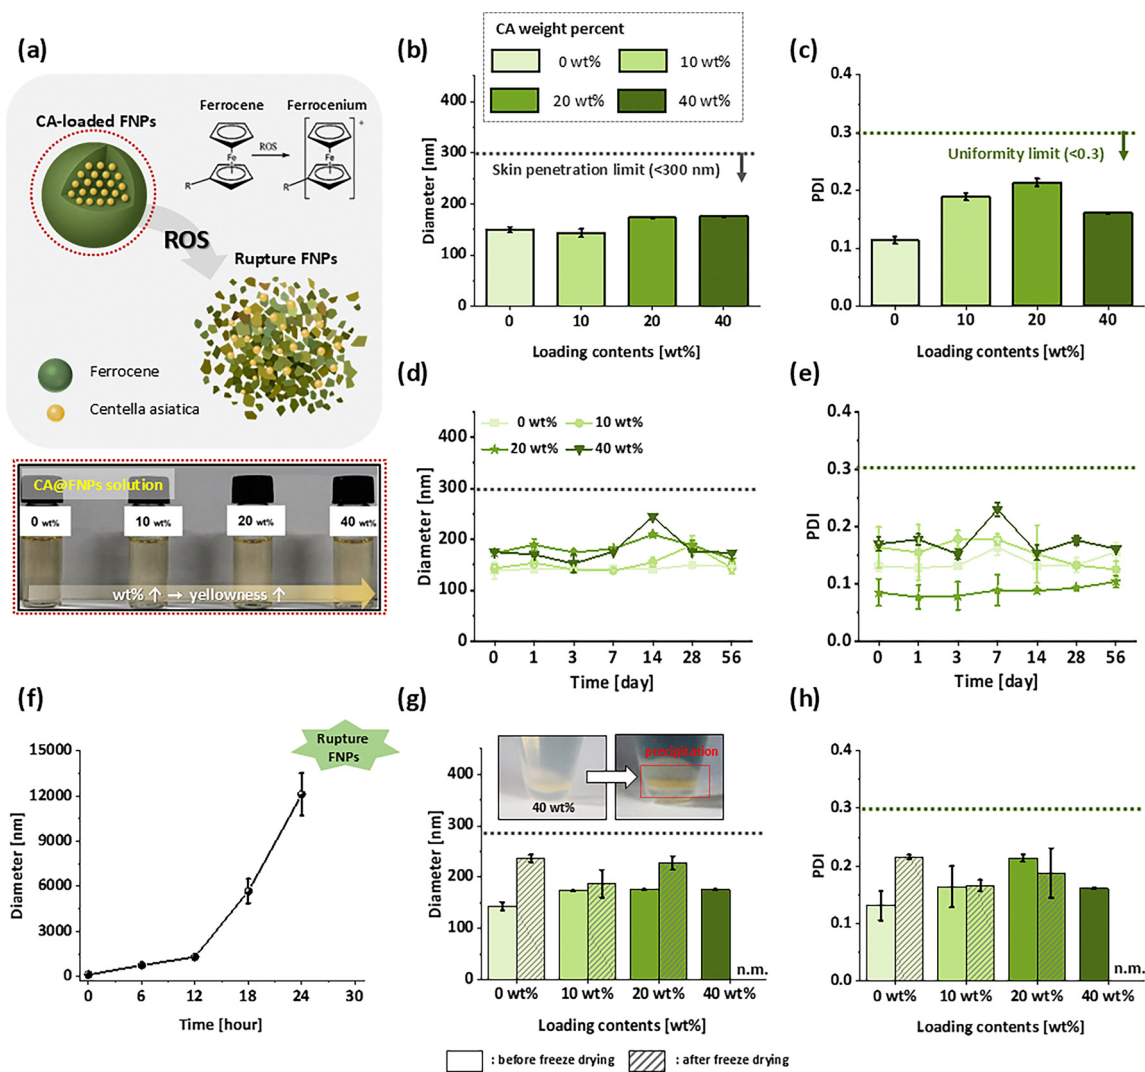 (a)
CA-loaded FNPs
Ferrocene
Ferrocenium
Fe
R
ROS
Fe
R
+
ROS
Rupture FNPs
Ferrocene
Centella asiatica
CA@FNPs solution
0 wt%
10 wt%
20 wt%
40 wt%
wt% ↑ → yellowness ↑
(b)
CA weight percent
0 wt%
10 wt%
20 wt%
40 wt%
Diameter [nm]
400
300
200
150
100
0
Skin penetration limit (<300 nm)
0
10
20
40
Loading contents [wt%]
(c)
PDI
0.4
0.3
0.2
0.1
0.0
Uniformity limit (<0.3)
0
10
20
40
Loading contents [wt%]
(d)
0 wt%
10 wt%
20 wt%
40 wt%
Diameter [nm]
400
300
200
150
100
0
0
1
3
7
14
28
56
Time [day]
(e)
PDI
0.4
0.3
0.2
0.1
0.0
0
1
3
7
14
28
56
Time [day]
(f)
Rupture
FNPs
Diameter [nm]
15000
12000
9000
6000
3000
0
0
6
12
18
24
30
Time [hour]
(g)
40 wt%
precipitation
Diameter [nm]
400
300
200
150
100
0
n.m.
0 wt%
10 wt%
20 wt%
40 wt%
Loading contents [wt%]
(h)
PDI
0.4
0.3
0.2
0.1
0.0
n.m.
0 wt%
10 wt%
20 wt%
40 wt%
Loading contents [wt%]
: before freeze drying
: after freeze drying